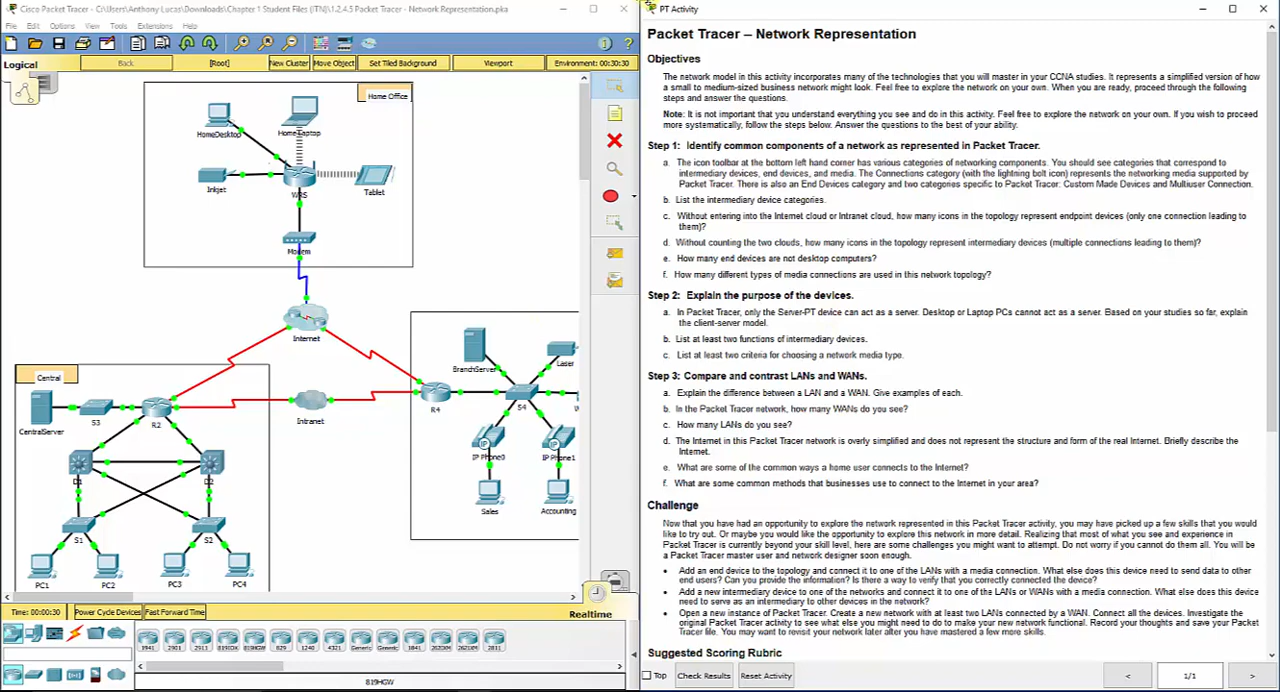 Cisco Packet Tracer - C:\Users\Anthony Lucas\Downloads\Chapter 1 Student Files (ITN)\1.2.4.5 Packet Tracer - Network Representation.pka
File Edit Options View Tools Extensions Help
Logical Back [Root] New Cluster Move Object Set Tiled Background Viewport Environment: 00:30:30
Home Office
HomeDesktop
HomeLaptop
Inkjet
WRS
Tablet
Modem
Internet
Central
CentralServer
S3
R2
Intranet
R4
BranchServer
Laser
S4
D1
D2
IP Phone0
IP Phone1
Sales
Accounting
S1
S2
PC1
PC2
PC3
PC4
Time: 00:00:30 Power Cycle Devices Fast Forward Time Realtime
1941 2901 2911 819IOX 819HGW 829 1240 4321 Generic Generic 1841 2620XM 2621XM 2811
819HGW
PT Activity
Packet Tracer – Network Representation
Objectives
The network model in this activity incorporates many of the technologies that you will master in your CCNA studies. It represents a simplified version of how
a small to medium-sized business network might look. Feel free to explore the network on your own. When you are ready, proceed through the following
steps and answer the questions.
Note: It is not important that you understand everything you see and do in this activity. Feel free to explore the network on your own. If you wish to proceed
more systematically, follow the steps below. Answer the questions to the best of your ability.
Step 1: Identify common components of a network as represented in Packet Tracer.
a. The icon toolbar at the bottom left hand corner has various categories of networking components. You should see categories that correspond to
intermediary devices, end devices, and media. The Connections category (with the lightning bolt icon) represents the networking media supported by
Packet Tracer. There is also an End Devices category and two categories specific to Packet Tracer: Custom Made Devices and Multiuser Connection.
b. List the intermediary device categories.
c. Without entering into the Internet cloud or Intranet cloud, how many icons in the topology represent endpoint devices (only one connection leading to
them)?
d. Without counting the two clouds, how many icons in the topology represent intermediary devices (multiple connections leading to them)?
e. How many end devices are not desktop computers?
f. How many different types of media connections are used in this network topology?
Step 2: Explain the purpose of the devices.
a. In Packet Tracer, only the Server-PT device can act as a server. Desktop or Laptop PCs cannot act as a server. Based on your studies so far, explain
the client-server model.
b. List at least two functions of intermediary devices.
c. List at least two criteria for choosing a network media type.
Step 3: Compare and contrast LANs and WANs.
a. Explain the difference between a LAN and a WAN. Give examples of each.
b. In the Packet Tracer network, how many WANs do you see?
c. How many LANs do you see?
d. The Internet in this Packet Tracer network is overly simplified and does not represent the structure and form of the real Internet. Briefly describe the
Internet.
e. What are some of the common ways a home user connects to the Internet?
f. What are some common methods that businesses use to connect to the Internet in your area?
Challenge
Now that you have had an opportunity to explore the network represented in this Packet Tracer activity, you may have picked up a few skills that you would
like to try out. Or maybe you would like the opportunity to explore this network in more detail. Realizing that most of what you see and experience in
Packet Tracer is currently beyond your skill level, here are some challenges you might want to attempt. Do not worry if you cannot do them all. You will be
a Packet Tracer master user and network designer soon enough.
• Add an end device to the topology and connect it to one of the LANs with a media connection. What else does this device need to send data to other
end users? Can you provide the information? Is there a way to verify that you correctly connected the device?
• Add a new intermediary device to one of the networks and connect it to one of the LANs or WANs with a media connection. What else does this device
need to serve as an intermediary to other devices in the network?
• Open a new instance of Packet Tracer. Create a new network with at least two LANs connected by a WAN. Connect all the devices. Investigate the
original Packet Tracer activity to see what else you might need to do to make your new network functional. Record your thoughts and save your Packet
Tracer file. You may want to revisit your network later after you have mastered a few more skills.
Suggested Scoring Rubric
Top Check Results Reset Activity < 1/1 >